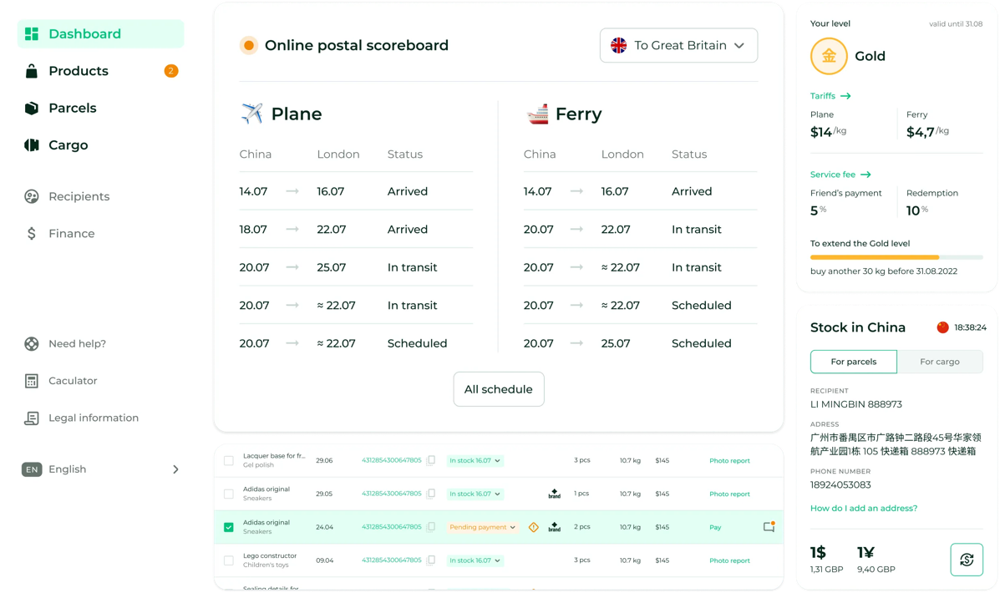 Dashboard
Products 2
Parcels
Cargo
Recipients
Finance
Need help?
Caculator
Legal information
EN English
Online postal scoreboard
To Great Britain
Plane
China London Status
14.07 → 16.07 Arrived
18.07 → 22.07 Arrived
20.07 → 25.07 In transit
20.07 → ≈ 22.07 In transit
20.07 → ≈ 22.07 Scheduled
Ferry
China London Status
14.07 → 16.07 Arrived
20.07 → 22.07 In transit
20.07 → ≈ 22.07 In transit
20.07 → ≈ 22.07 Scheduled
20.07 → 25.07 Scheduled
All schedule
Lacquer base for fr...
Gel polish
29.06 4312854300647805 In stock 16.07 3 pcs 10.7 kg $145 Photo report
Adidas original
Sneakers
29.05 4312854300647805 In stock 16.07 brand 1 pcs 10.7 kg $145 Photo report
Adidas original
Sneakers
24.04 4312854300647805 Pending payment brand 2 pcs 10.7 kg $145 Pay
Lego constructor
Children's toys
09.04 4312854300647805 In stock 16.07 3 pcs 10.7 kg $145 Photo report
Sealing details for
Your level valid until 31.08
金 Gold
Tariffs →
Plane Ferry
$14/kg $4,7/kg
Service fee →
Friend's payment Redemption
5 % 10 %
To extend the Gold level
buy another 30 kg before 31.08.2022
Stock in China 18:38:24
For parcels For cargo
RECIPIENT
LI MINGBIN 888973
ADRESS
广州市番禺区市广路钟二路段45号华家领
航产业园1栋 105 快递箱 888973 快递箱
PHONE NUMBER
18924053083
How do I add an address?
1$ 1¥
1,31 GBP 9,40 GBP